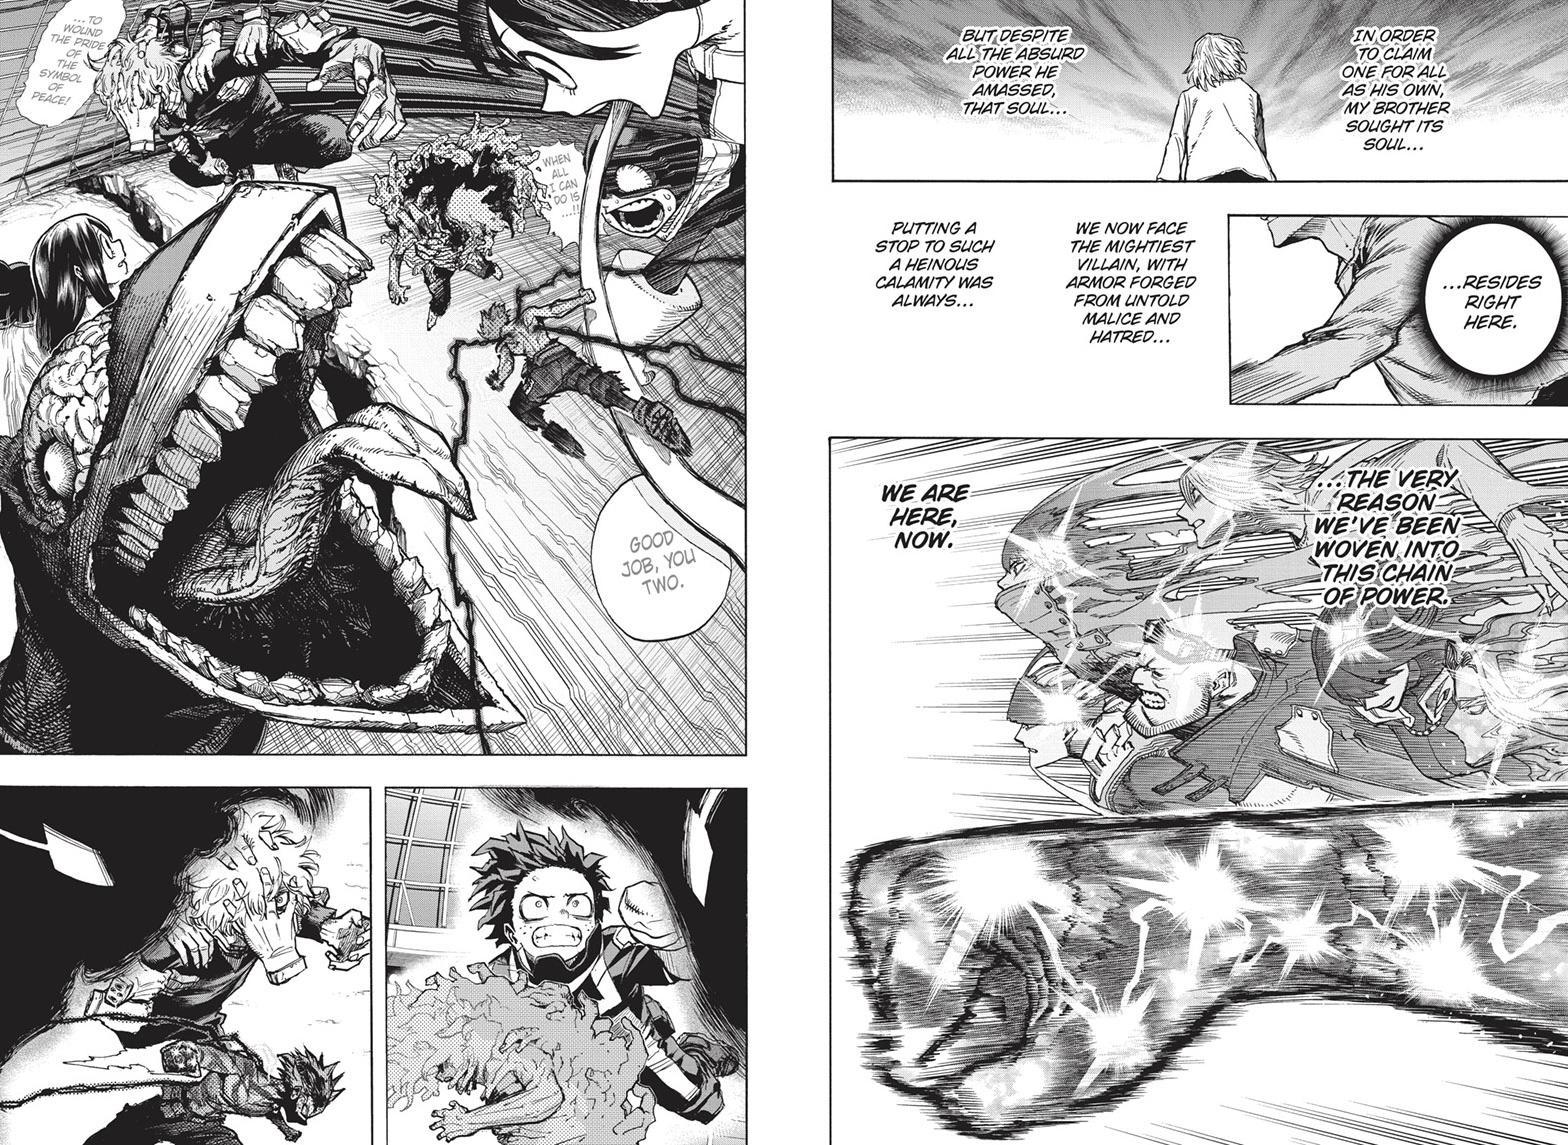 IN ORDER
TO CLAIM
ONE FOR ALL
AS HIS OWN,
MY BROTHER
SOUGHT ITS
SOUL...
BUT DESPITE
ALL THE ABSURD
POWER HE
AMASSED,
THAT SOUL...
...RESIDES
RIGHT
HERE.
WE NOW FACE
THE MIGHTIEST
VILLAIN, WITH
ARMOR FORGED
FROM UNTOLD
MALICE AND
HATRED...
PUTTING A
STOP TO SUCH
A HEINOUS
CALAMITY WAS
ALWAYS...
...THE VERY
REASON
WE'VE BEEN
WOVEN INTO
THIS CHAIN
OF POWER.
WE ARE
HERE,
NOW.
WHEN
ALL
I CAN
DO IS
...!!
...TO
WOUND
THE PRIDE
OF
THE
SYMBOL
OF
PEACE!
GOOD
JOB, YOU
TWO.